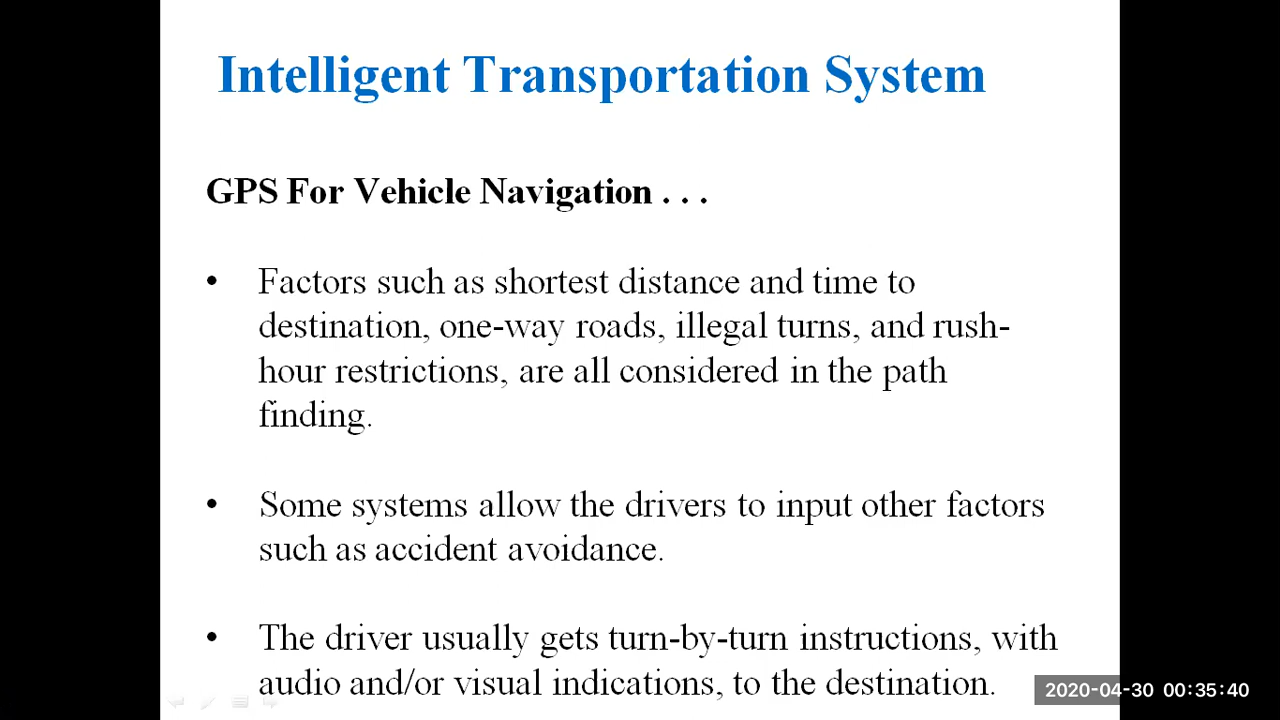 Intelligent Transportation System
GPS For Vehicle Navigation . . .
• Factors such as shortest distance and time to
destination, one-way roads, illegal turns, and rush-
hour restrictions, are all considered in the path
finding.
• Some systems allow the drivers to input other factors
such as accident avoidance.
• The driver usually gets turn-by-turn instructions, with
audio and/or visual indications, to the destination.
2020-04-30 00:35:40